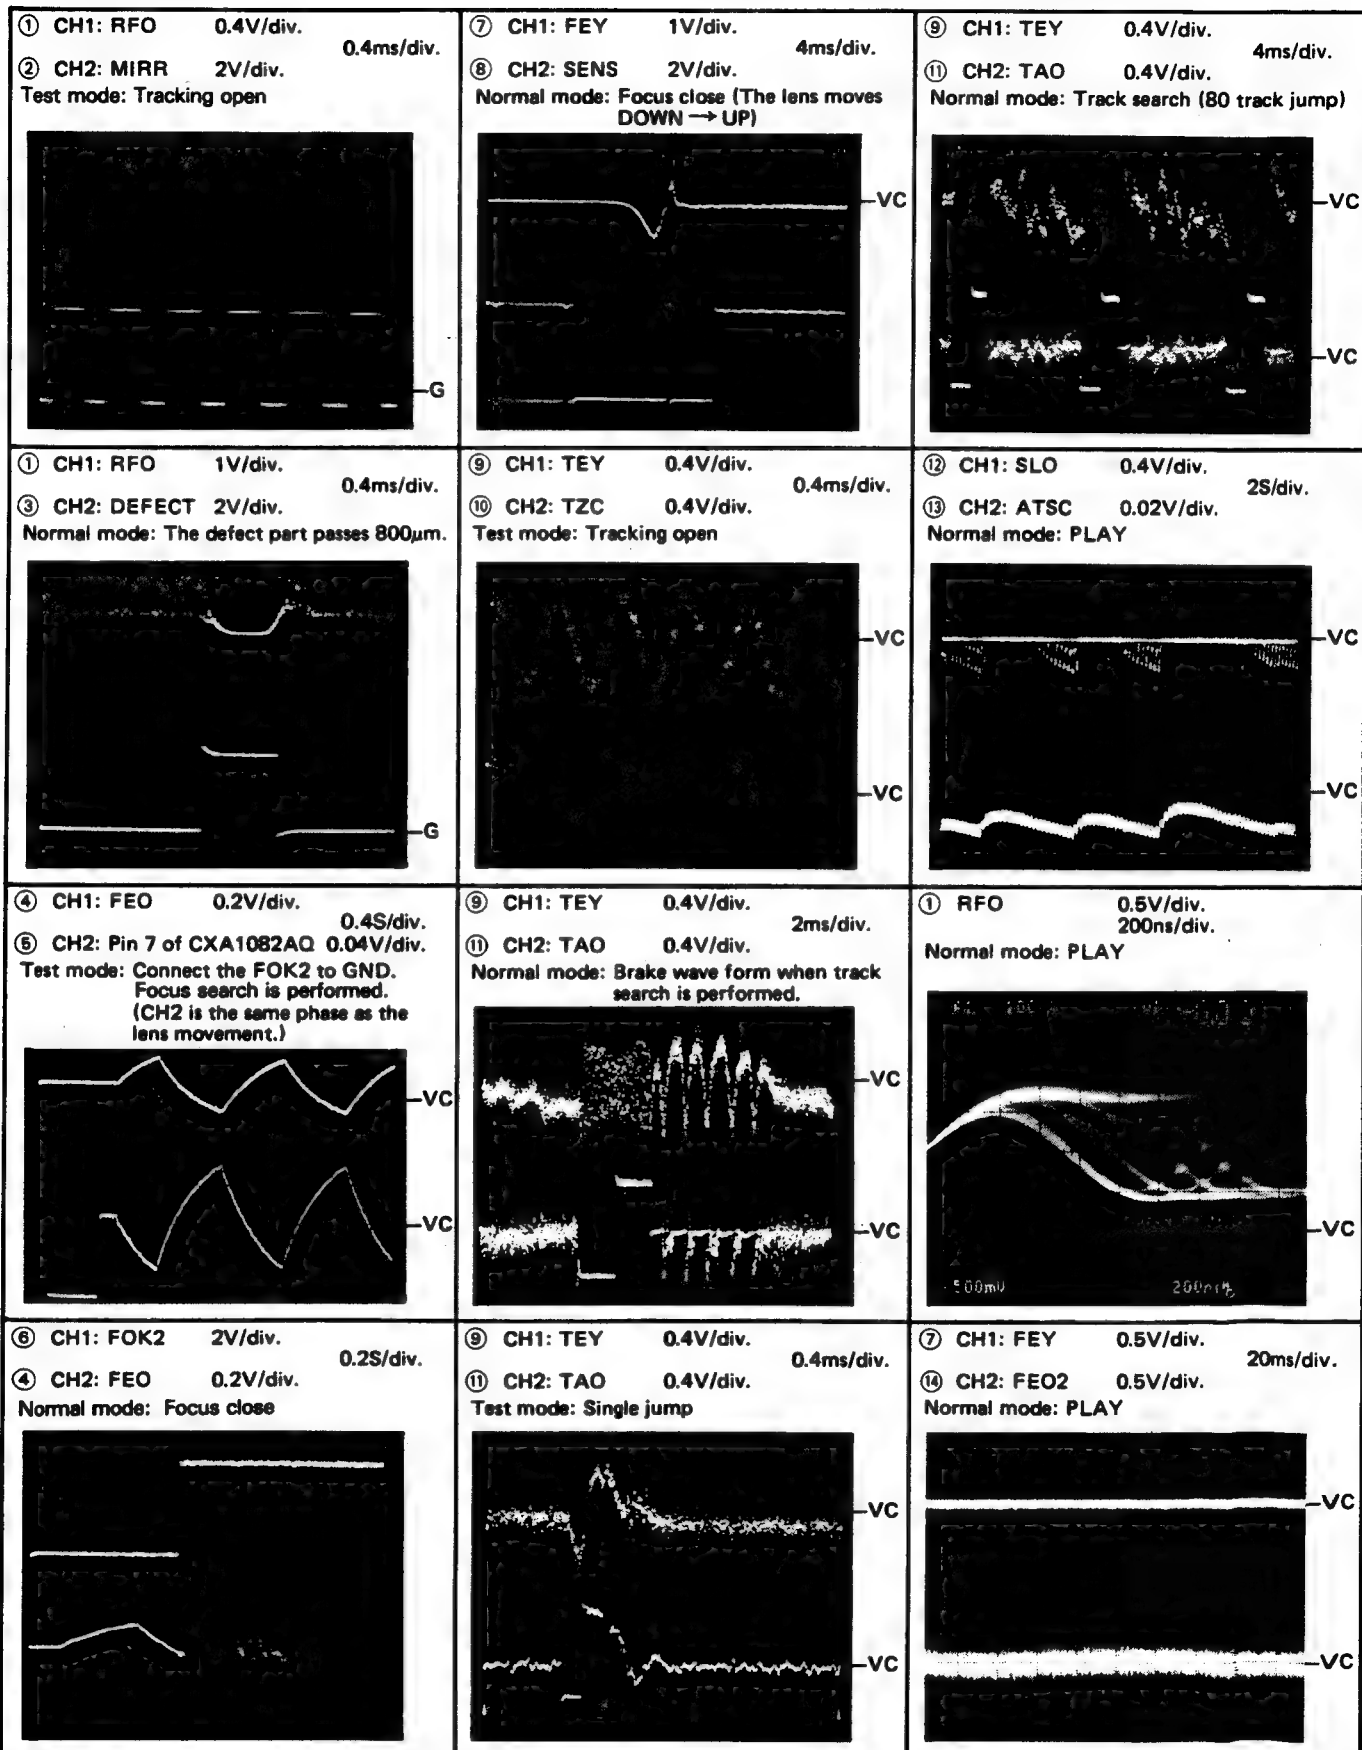 ① CH1: RFO 0.4V/div.
0.4ms/div.
② CH2: MIRR 2V/div.
Test mode: Tracking open
G
⑦ CH1: FEY 1V/div.
4ms/div.
⑧ CH2: SENS 2V/div.
Normal mode: Focus close (The lens moves
DOWN → UP)
VC
⑨ CH1: TEY 0.4V/div.
4ms/div.
⑪ CH2: TAO 0.4V/div.
Normal mode: Track search (80 track jump)
VC
VC
① CH1: RFO 1V/div.
0.4ms/div.
③ CH2: DEFECT 2V/div.
Normal mode: The defect part passes 800μm.
G
⑨ CH1: TEY 0.4V/div.
0.4ms/div.
⑩ CH2: TZC 0.4V/div.
Test mode: Tracking open
VC
VC
⑫ CH1: SLO 0.4V/div.
2S/div.
⑬ CH2: ATSC 0.02V/div.
Normal mode: PLAY
VC
VC
④ CH1: FEO 0.2V/div.
0.4S/div.
⑤ CH2: Pin 7 of CXA1082AQ 0.04V/div.
Test mode: Connect the FOK2 to GND.
Focus search is performed.
(CH2 is the same phase as the
lens movement.)
VC
VC
⑨ CH1: TEY 0.4V/div.
2ms/div.
⑪ CH2: TAO 0.4V/div.
Normal mode: Brake wave form when track
search is performed.
VC
VC
① RFO 0.5V/div.
200ns/div.
Normal mode: PLAY
VC
500mV
⑥ CH1: FOK2 2V/div.
0.2S/div.
④ CH2: FEO 0.2V/div.
Normal mode: Focus close
⑨ CH1: TEY 0.4V/div.
0.4ms/div.
⑪ CH2: TAO 0.4V/div.
Test mode: Single jump
VC
VC
⑦ CH1: FEY 0.5V/div.
20ms/div.
⑭ CH2: FEO2 0.5V/div.
Normal mode: PLAY
VC
VC